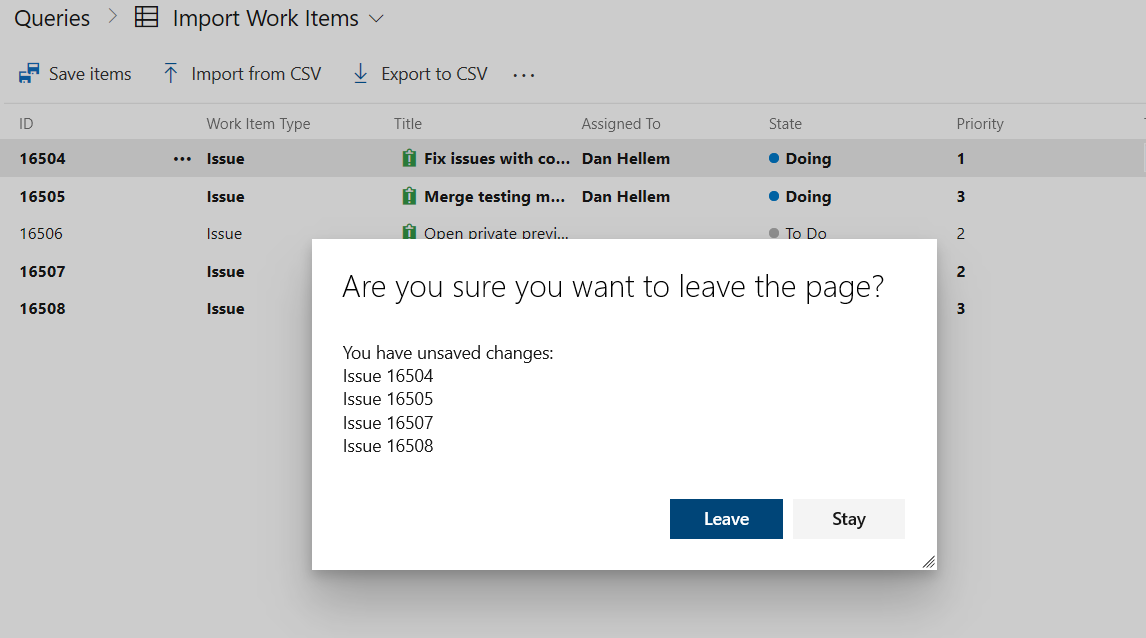 Queries > Import Work Items
Save items Import from CSV Export to CSV ...
ID Work Item Type Title Assigned To State Priority
16504 ... Issue Fix issues with co... Dan Hellem Doing 1
16505 Issue Merge testing m... Dan Hellem Doing 3
16506 Issue Open private previ... To Do 2
16507 Issue 2
16508 Issue 3
Are you sure you want to leave the page?
You have unsaved changes:
Issue 16504
Issue 16505
Issue 16507
Issue 16508
Leave Stay